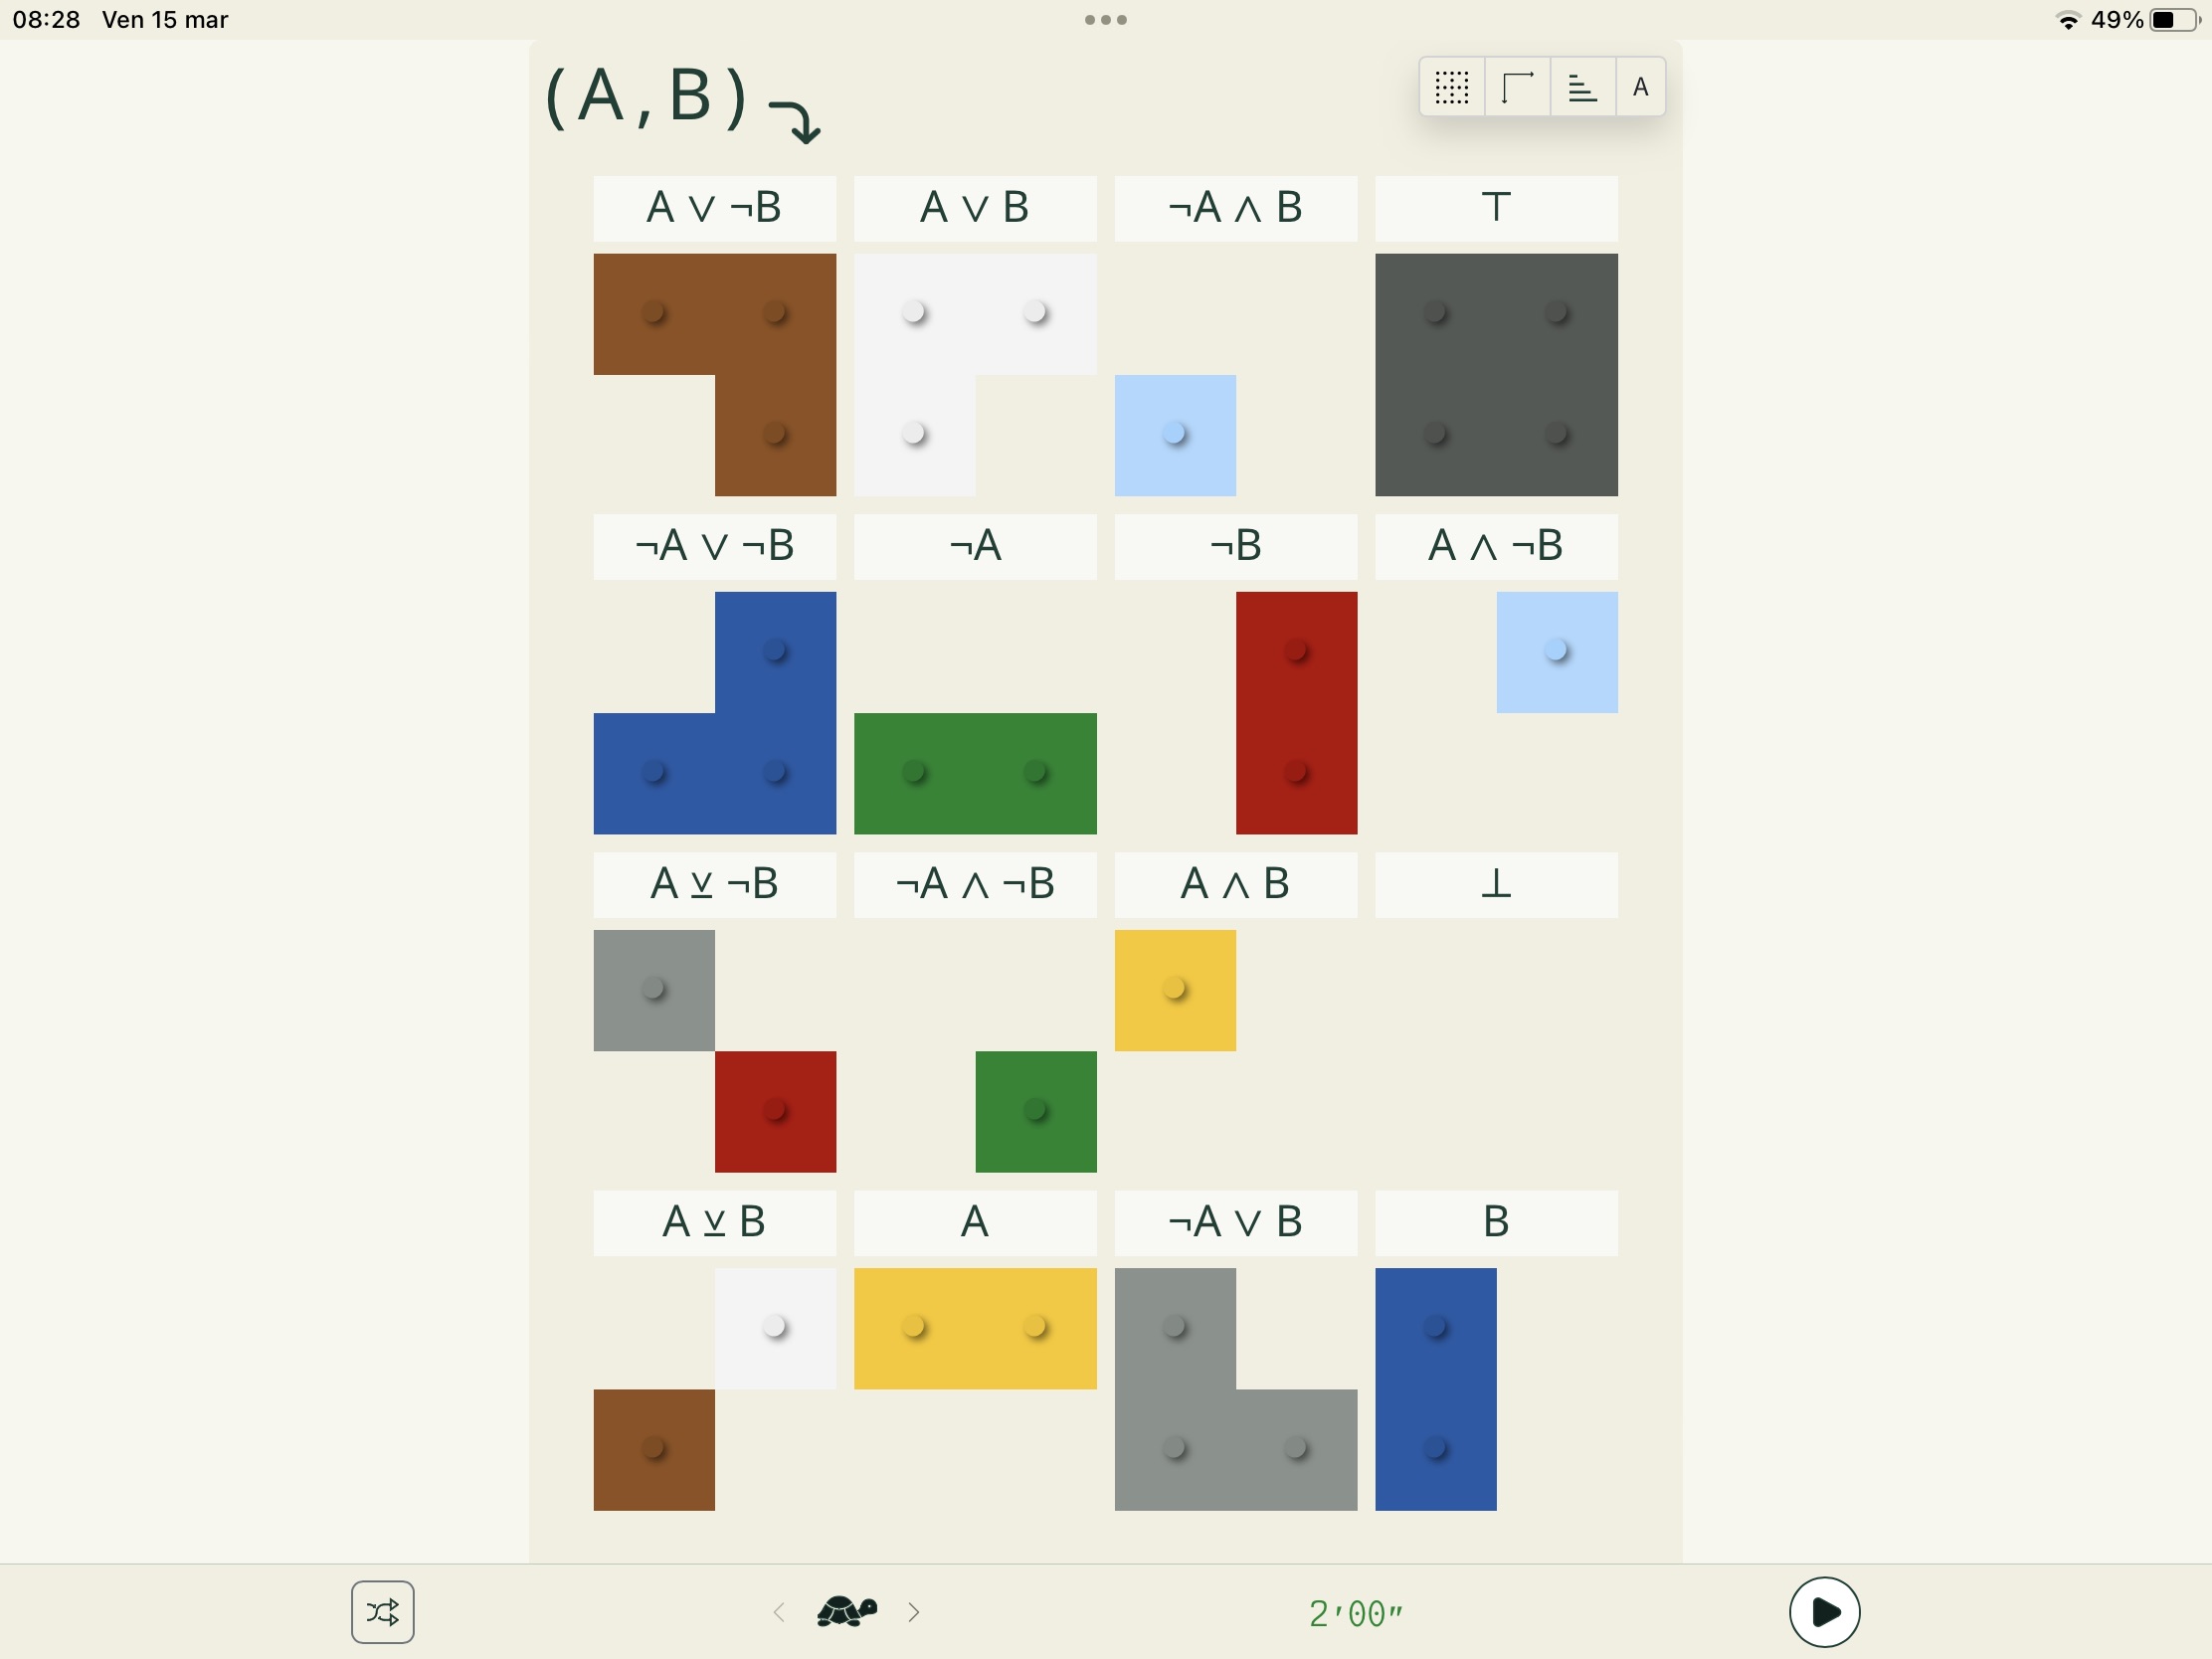 08:28 Ven 15 mar
49%
(A,B)
A
A ∨ ¬B A ∨ B ¬A ∧ B ⊤
¬A ∨ ¬B ¬A ¬B A ∧ ¬B
A ⊻ ¬B ¬A ∧ ¬B A ∧ B ⊥
A ⊻ B A ¬A ∨ B B
2′00″